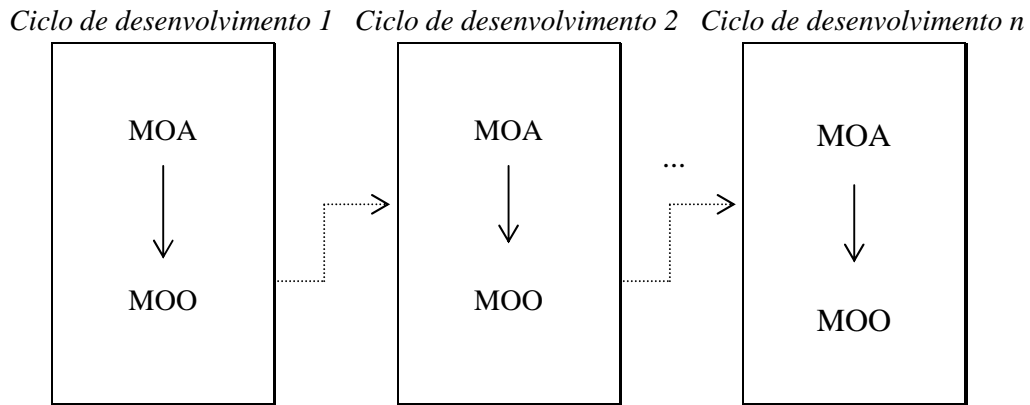 Ciclo de desenvolvimento 1 Ciclo de desenvolvimento 2 Ciclo de desenvolvimento n
MOA MOA MOA
...
MOO MOO MOO